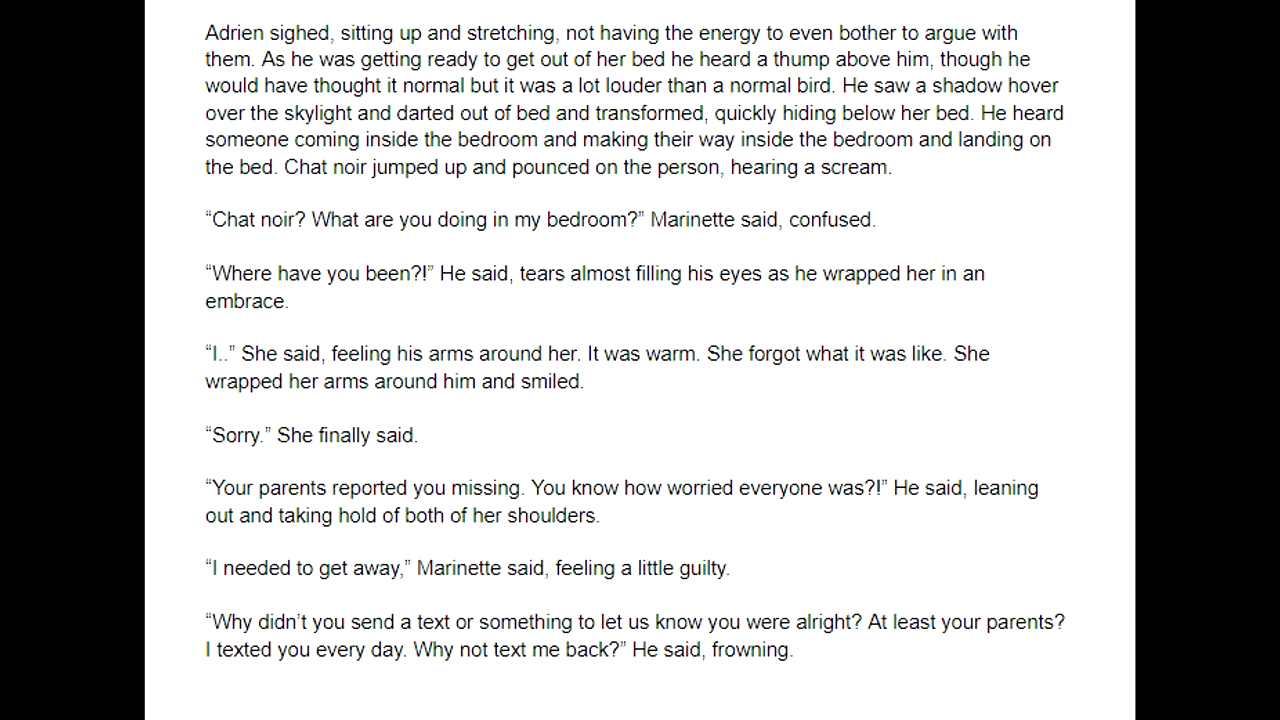 Adrien sighed, sitting up and stretching, not having the energy to even bother to argue with
them. As he was getting ready to get out of her bed he heard a thump above him, though he
would have thought it normal but it was a lot louder than a normal bird. He saw a shadow hover
over the skylight and darted out of bed and transformed, quickly hiding below her bed. He heard
someone coming inside the bedroom and making their way inside the bedroom and landing on
the bed. Chat noir jumped up and pounced on the person, hearing a scream.
“Chat noir? What are you doing in my bedroom?” Marinette said, confused.
“Where have you been?!” He said, tears almost filling his eyes as he wrapped her in an
embrace.
“I..” She said, feeling his arms around her. It was warm. She forgot what it was like. She
wrapped her arms around him and smiled.
“Sorry.” She finally said.
“Your parents reported you missing. You know how worried everyone was?!” He said, leaning
out and taking hold of both of her shoulders.
“I needed to get away,” Marinette said, feeling a little guilty.
“Why didn’t you send a text or something to let us know you were alright? At least your parents?
I texted you every day. Why not text me back?” He said, frowning.